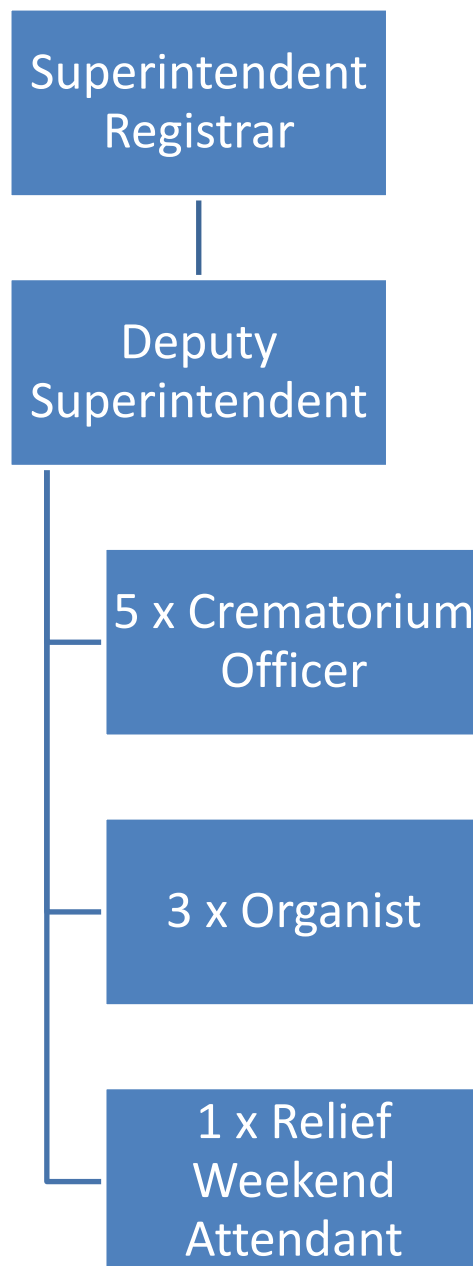 Superintendent
Registrar
Deputy
Superintendent
5 x Crematorium
Officer
3 x Organist
1 x Relief
Weekend
Attendant